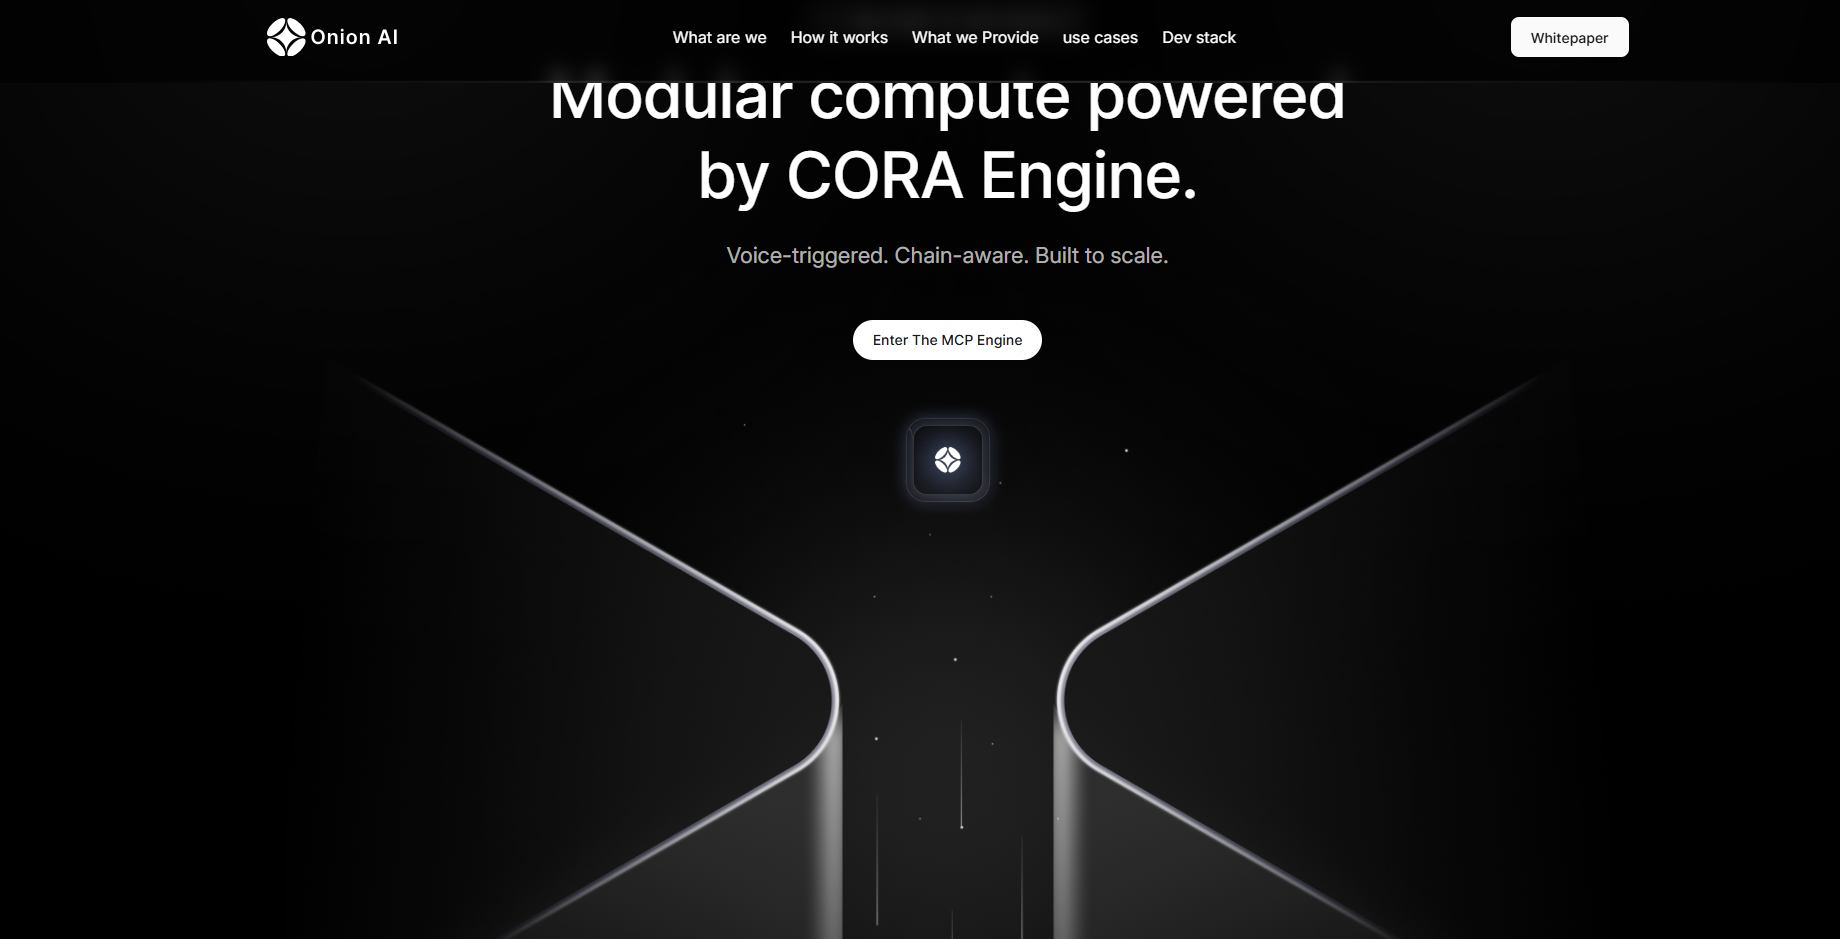 Onion AI
What are we
How it works
What we Provide
use cases
Dev stack
Whitepaper
Modular compute powered
by CORA Engine.
Voice-triggered. Chain-aware. Built to scale.
Enter The MCP Engine